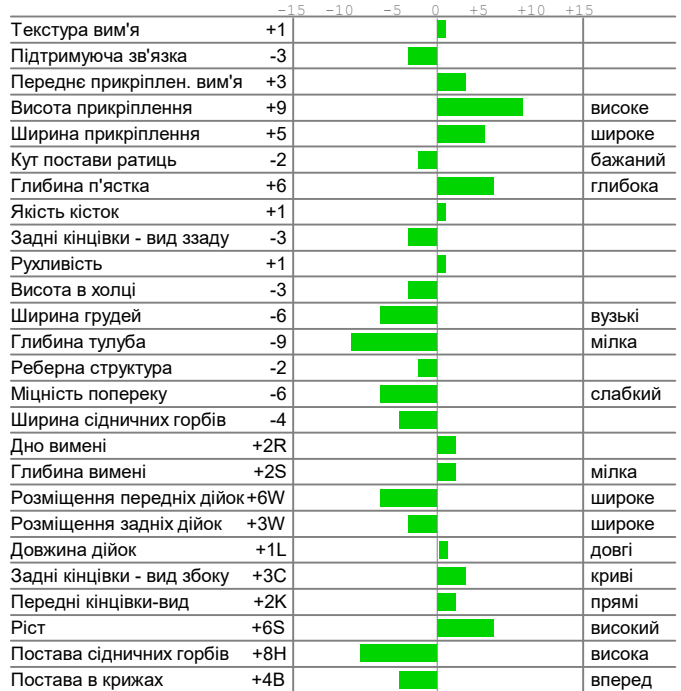 -15 -10 -5 0 +5 +10 +15
Текстура вим'я +1
Підтримуюча зв'язка -3
Переднє прикріплен. вим'я +3
Висота прикріплення +9 високе
Ширина прикріплення +5 широке
Кут постави ратиць -2 бажаний
Глибина п'ястка +6 глибока
Якість кісток +1
Задні кінцівки - вид ззаду -3
Рухливість +1
Висота в холці -3
Ширина грудей -6 вузькі
Глибина тулуба -9 мілка
Реберна структура -2
Міцність попереку -6 слабкий
Ширина сідничних горбів -4
Дно вимені +2R
Глибина вимені +2S мілка
Розміщення передніх дійок +6W широке
Розміщення задніх дійок +3W широке
Довжина дійок +1L довгі
Задні кінцівки - вид збоку +3C криві
Передні кінцівки-вид +2K прямі
Ріст +6S високий
Постава сідничних горбів +8H висока
Постава в крижах +4B вперед